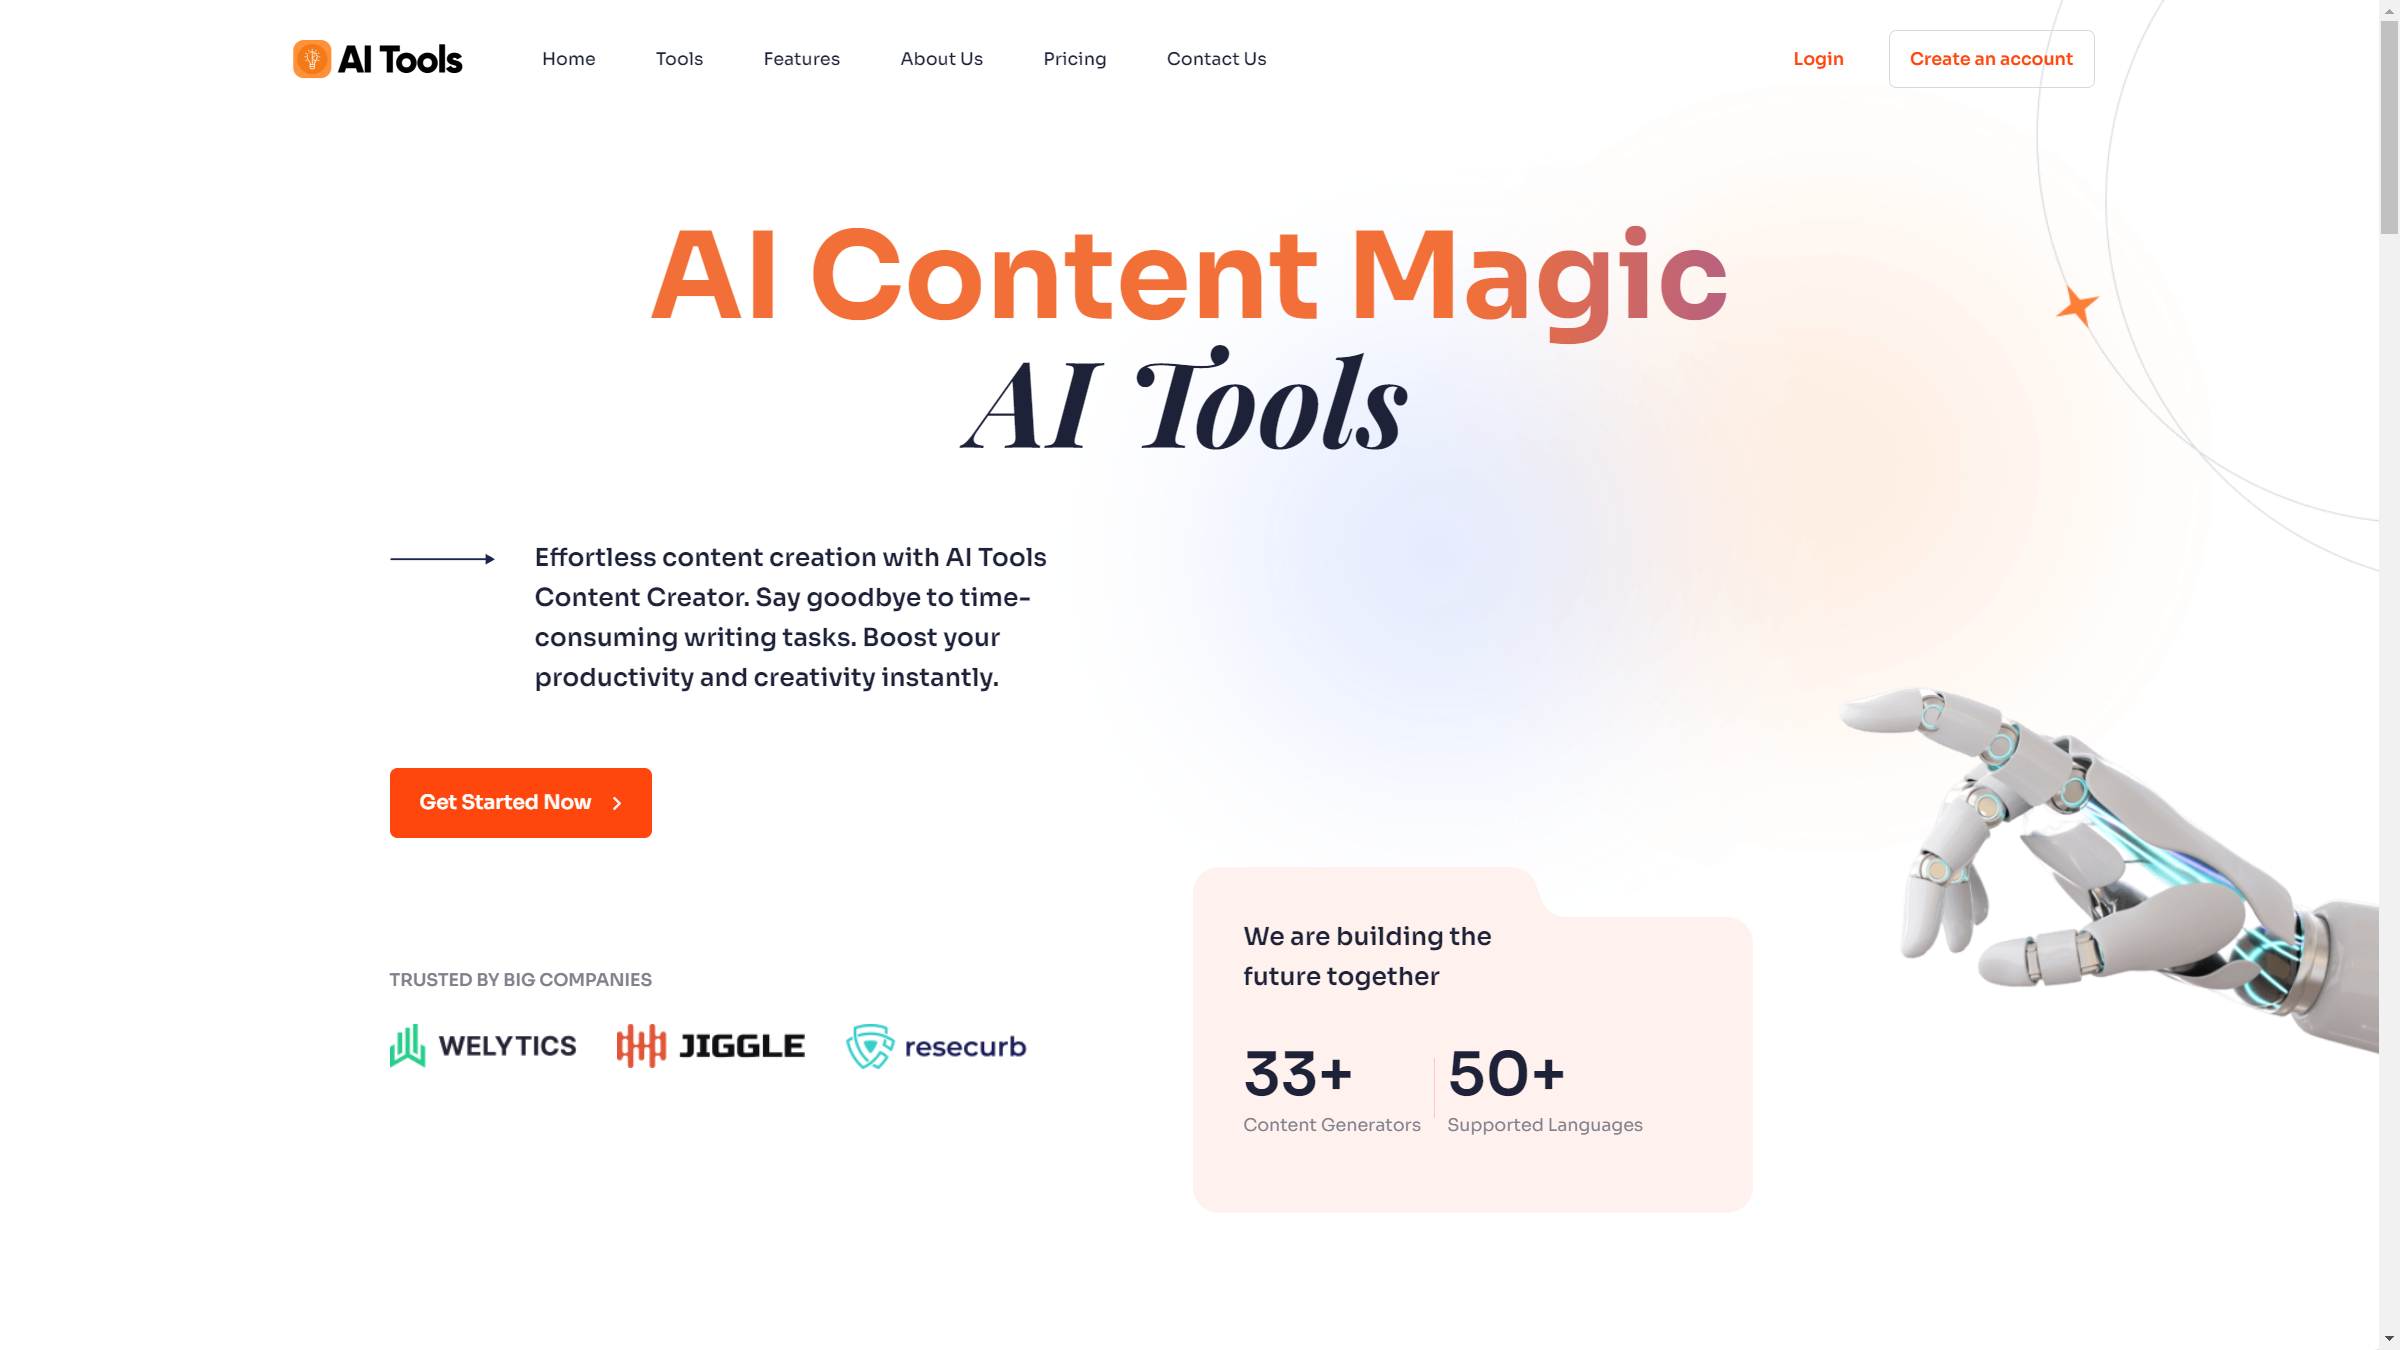 AI Tools
Home
Tools
Features
About Us
Pricing
Contact Us
Login
Create an account
AI Content Magic
AI Tools
Effortless content creation with AI Tools
Content Creator. Say goodbye to time-
consuming writing tasks. Boost your
productivity and creativity instantly.
Get Started Now
TRUSTED BY BIG COMPANIES
WELYTICS
JIGGLE
resecurb
We are building the
future together
33+
Content Generators
50+
Supported Languages